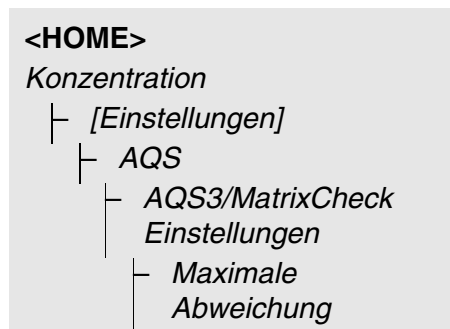 <HOME>
Konzentration
[Einstellungen]
AQS
AQS3/MatrixCheck
Einstellungen
Maximale
Abweichung